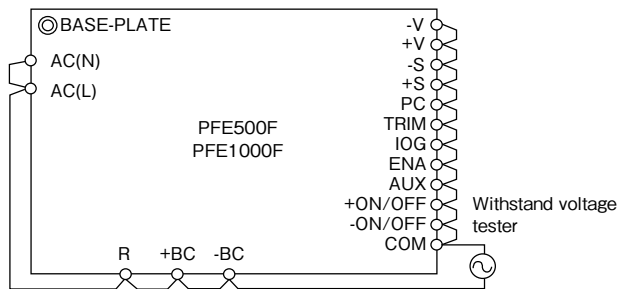 BASE-PLATE
AC(N)
AC(L)
PFE500F
PFE1000F
-V
+V
-S
+S
PC
TRIM
IOG
ENA
AUX
+ON/OFF
-ON/OFF
COM
Withstand voltage
tester
R +BC -BC